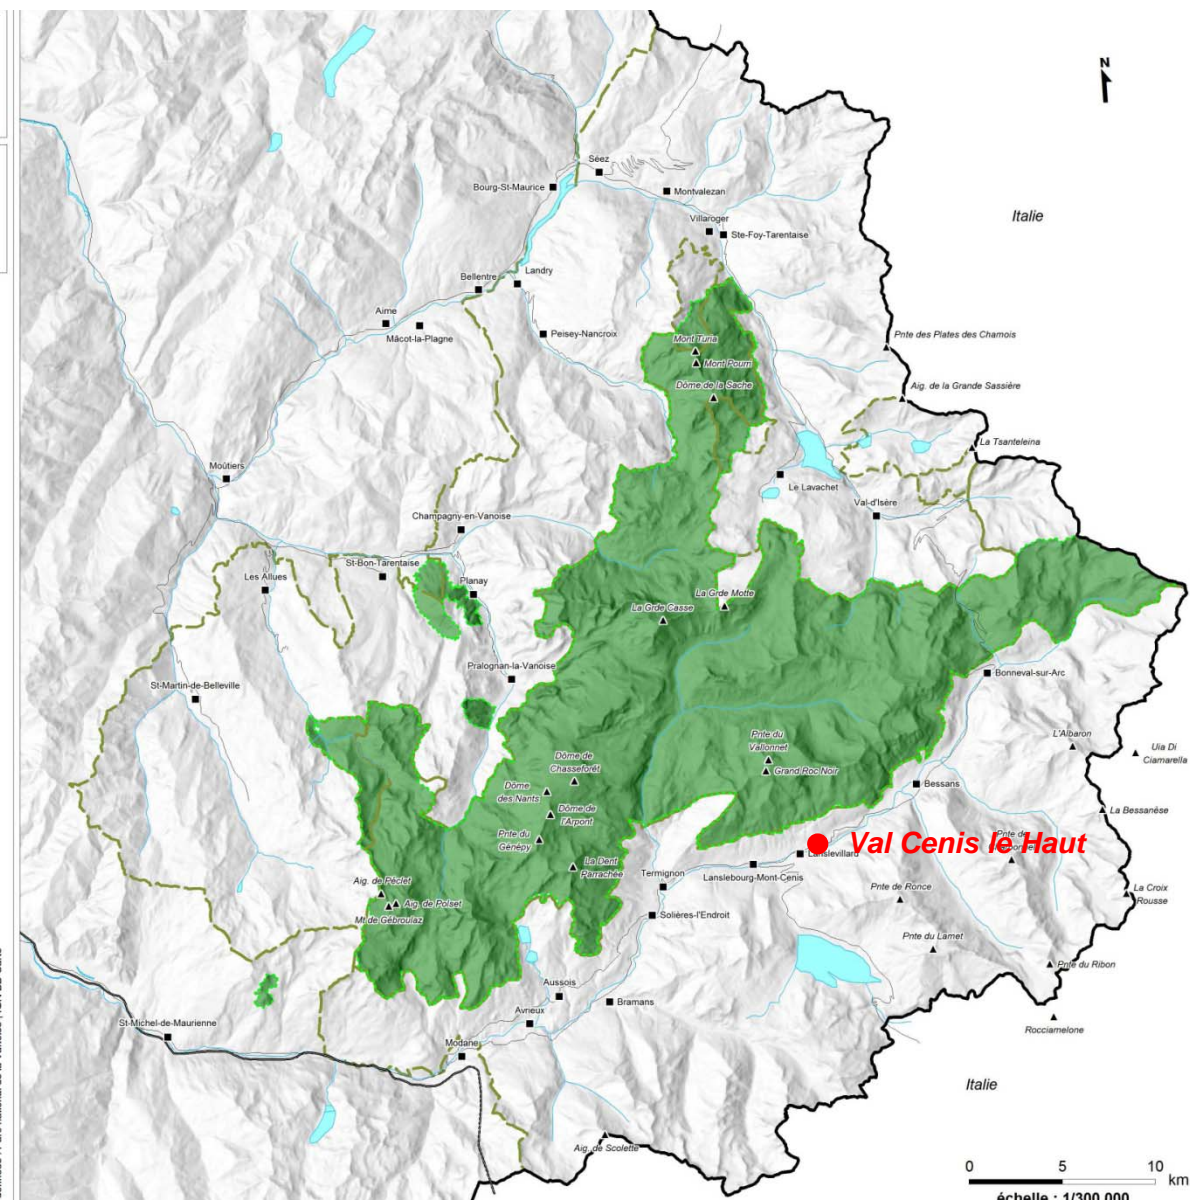 N
Séez
Bourg-St-Maurice
Montvalezan
Italie
Villaroger
Ste-Foy-Tarentaise
Landry
Bellentre
Aime
Mâcot-la-Plagne
Peisey-Nancroix
Mont Turia
Mont Pourri
Pnte des Plates des Chamois
Dôme de la Sache
Aig. de la Grande Sassière
La Tsanteleina
Moûtiers
Le Lavachet
Val-d'Isère
Champagny-en-Vanoise
St-Bon-Tarentaise
Les Allues
Planay
La Grde Motte
La Grde Casse
Pralognan-la-Vanoise
Bonneval-sur-Arc
St-Martin-de-Belleville
Pnte du
Vallonnet
L'Albaron
Uia Di
Ciamarella
Dôme de
Chasseforêt
Grand Roc Noir
Dôme
des Nants
Bessans
Dôme de
l'Arpont
La Bessanèse
Pnte du
Génépy
Val Cenis le Haut
Pnte de
Lanslevillard
La Dent
Parrachée
Lanslebourg-Mont-Cenis
Termignon
Aig. de Péclet
Aig. de Polset
Mt de Gébroulaz
Pnte de Ronce
La Croix
Rousse
Solières-l'Endroit
Pnte du Lamet
Pnte du Ribon
Aussois
Bramans
Avrieux
St-Michel-de-Maurienne
Rocciamelone
Modane
Italie
Aig. de Scolette
0 5 10
km
échelle : 1/300 000